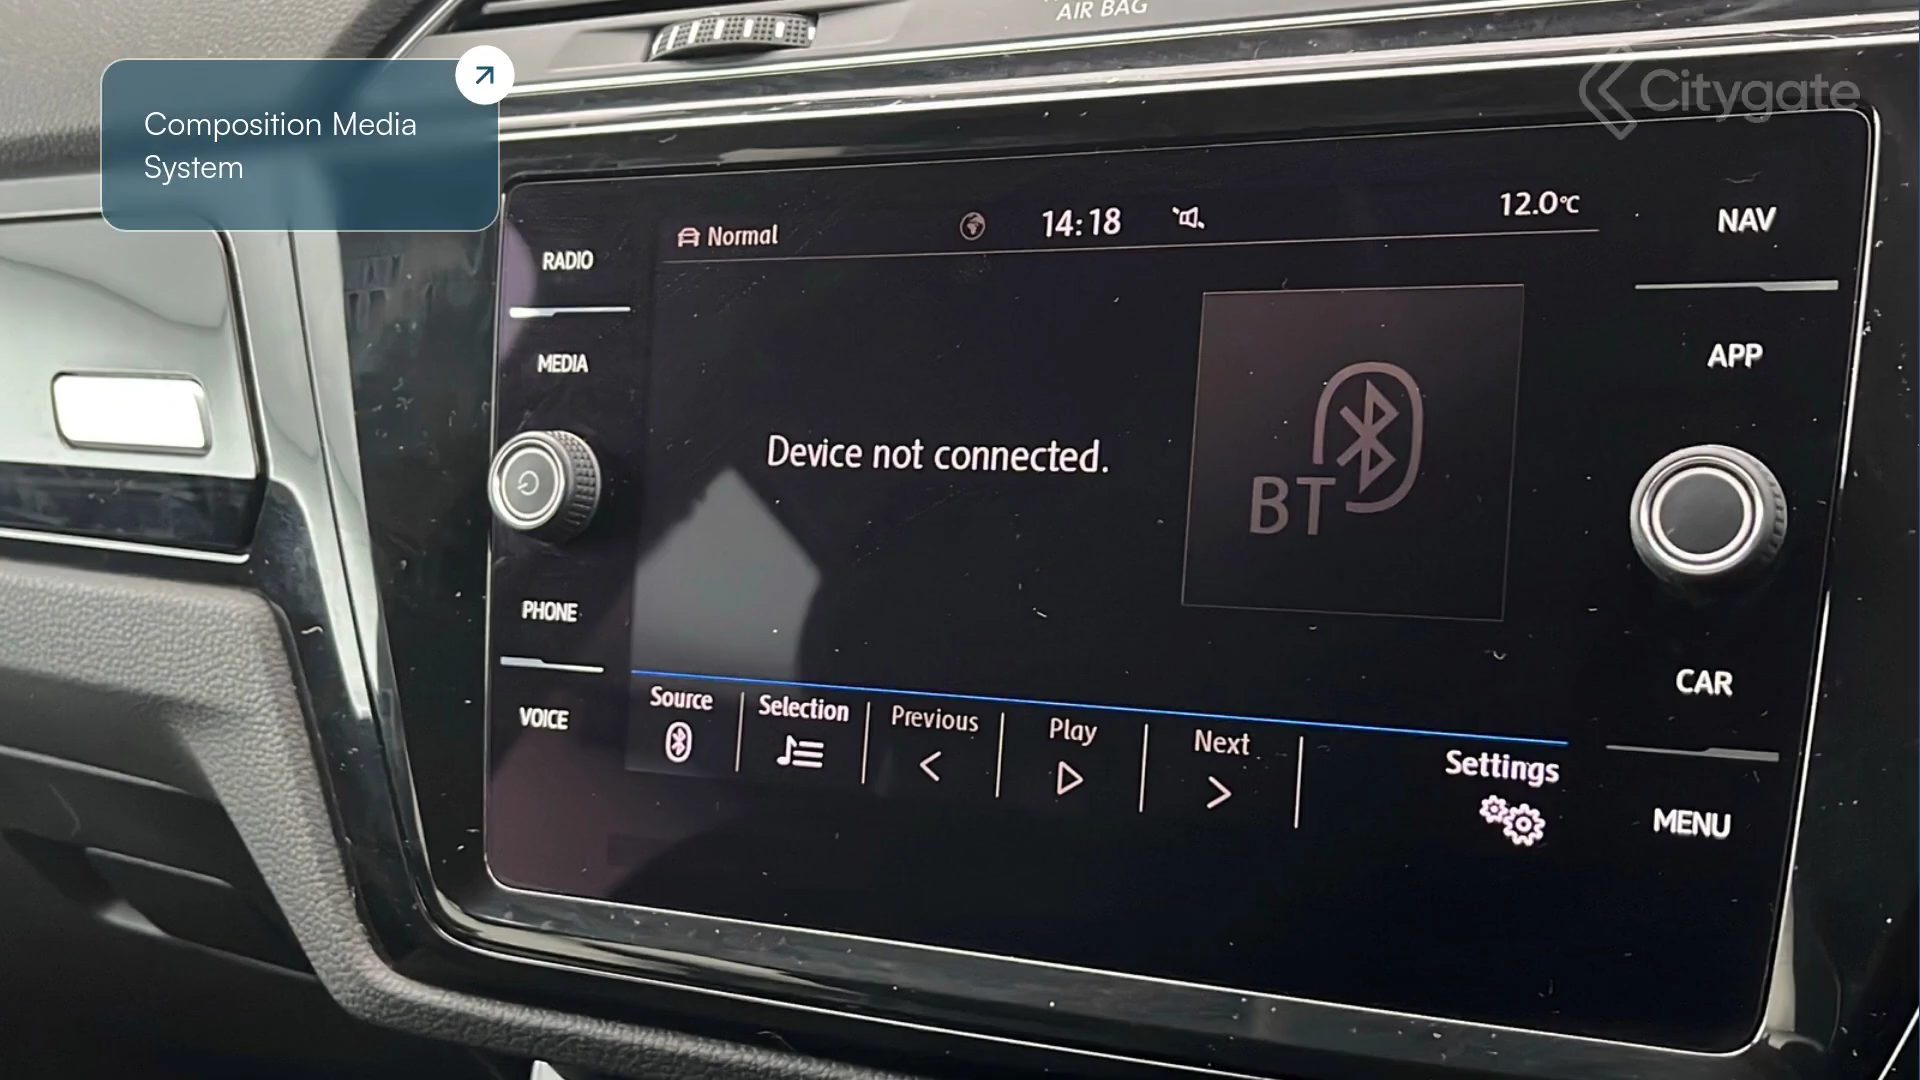 AIR BAG
Composition Media
System
Citygate
RADIO
MEDIA
PHONE
VOICE
Normal
14:18
12.0°C
Device not connected.
BT
Source
Selection
Previous
Play
Next
Settings
NAV
APP
CAR
MENU